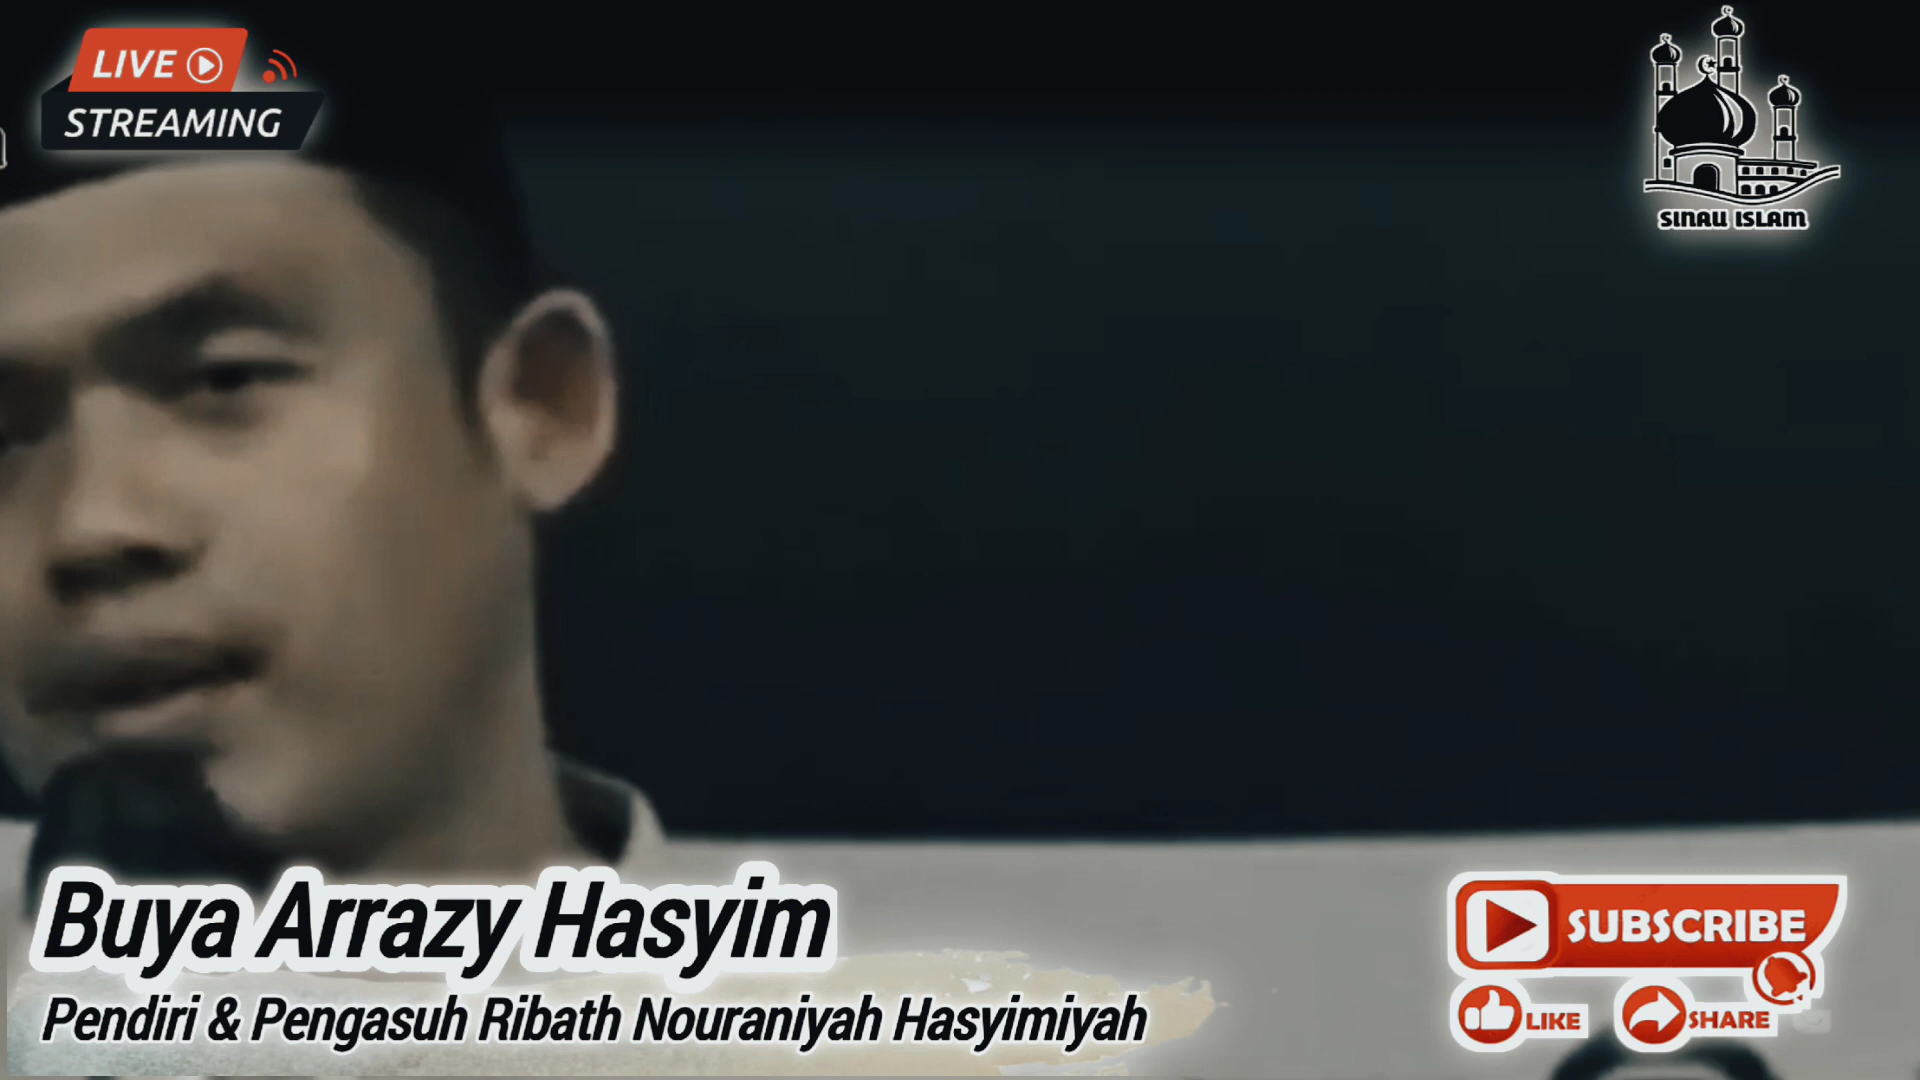 LIVE
STREAMING
SINAU ISLAM
Buya Arrazy Hasyim
Pendiri & Pengasuh Ribath Nouraniyah Hasyimiyah
SUBSCRIBE
LIKE
SHARE